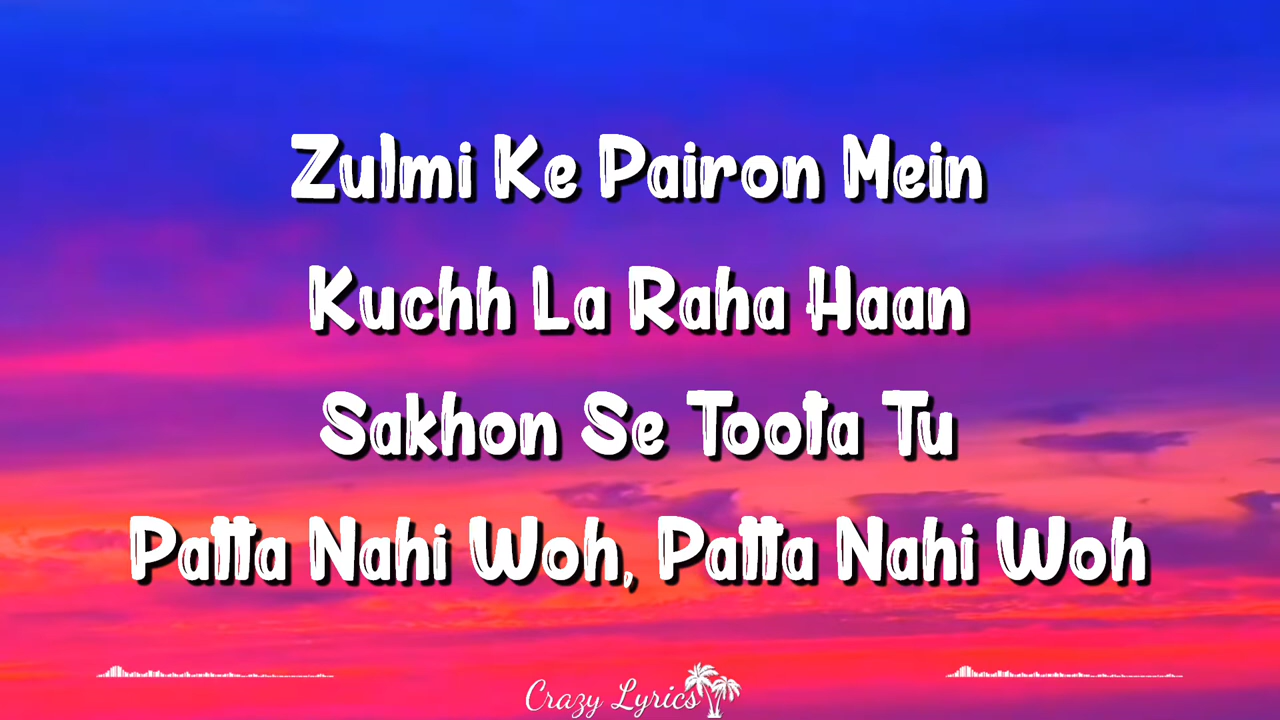 Zulmi Ke Pairon Mein
Kuchh La Raha Haan
Sakhon Se Toota Tu
Patta Nahi Woh, Patta Nahi Woh
Crazy Lyrics